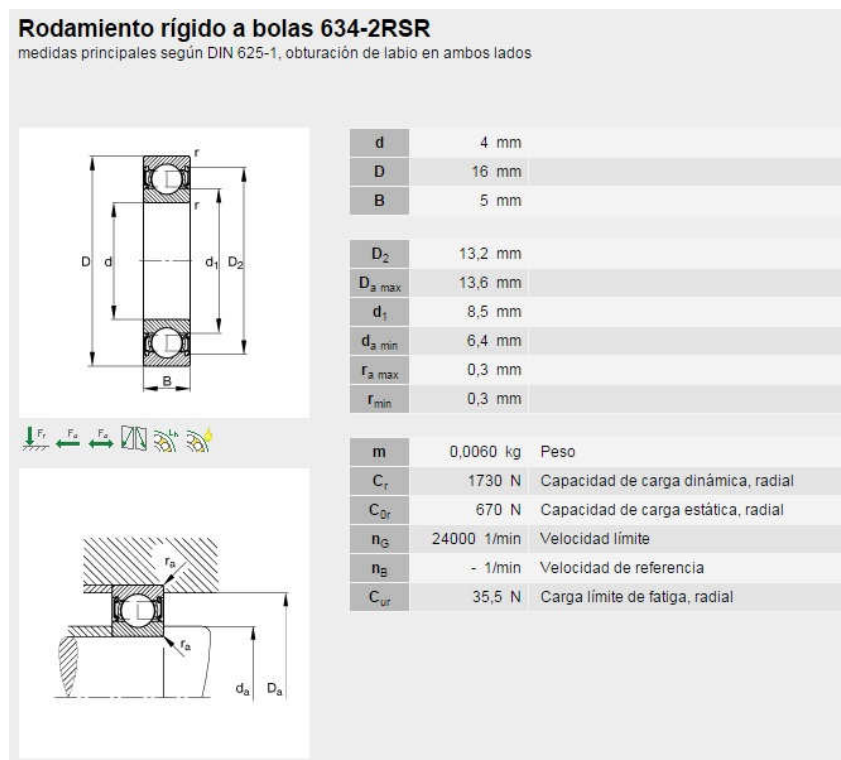 Rodamiento rígido a bolas 634-2RSR
medidas principales según DIN 625-1, obturación de labio en ambos lados
r
r
D d d1 D2
B
Fr Fa Fa Lh
ra
ra
da Da
d 4 mm
D 16 mm
B 5 mm
D2 13,2 mm
Da max 13,6 mm
d1 8,5 mm
da min 6,4 mm
ra max 0,3 mm
rmin 0,3 mm
m 0,0060 kg Peso
Cr 1730 N Capacidad de carga dinámica, radial
C0r 670 N Capacidad de carga estática, radial
nG 24000 1/min Velocidad límite
nB - 1/min Velocidad de referencia
Cur 35,5 N Carga límite de fatiga, radial